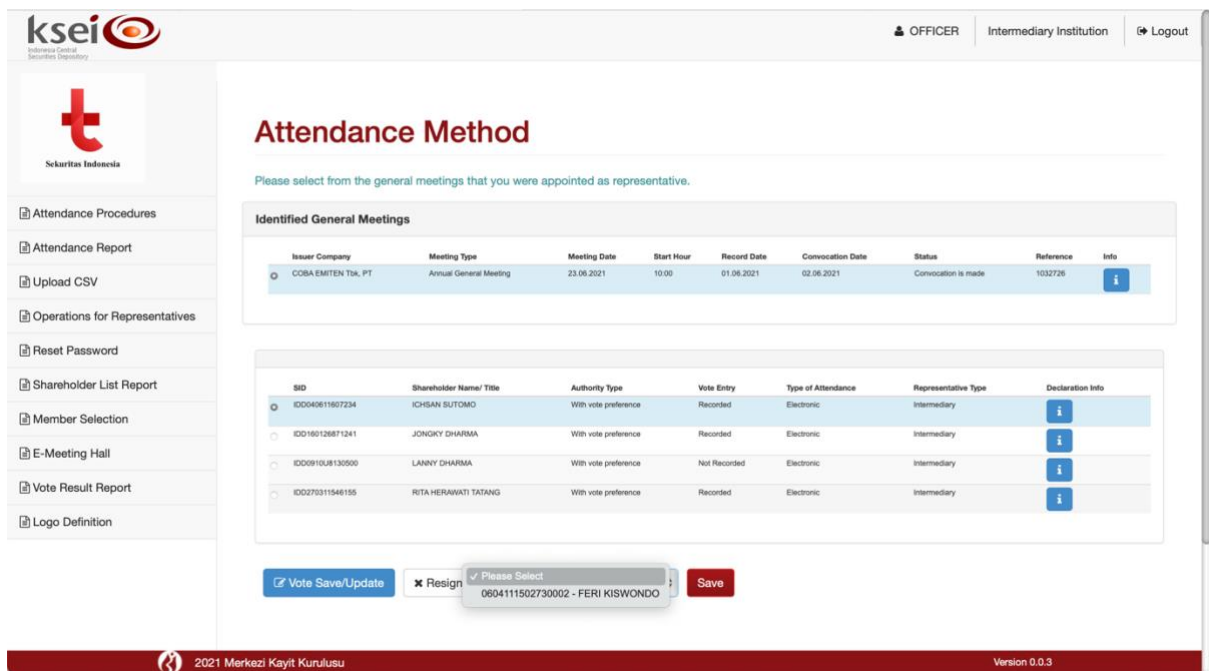 ksei
Indonesia Central
Securities Depository
OFFICER
Intermediary Institution
Logout
t
Sekuritas Indonesia
Attendance Procedures
Attendance Report
Upload CSV
Operations for Representatives
Reset Password
Shareholder List Report
Member Selection
E-Meeting Hall
Vote Result Report
Logo Definition
Attendance Method
Please select from the general meetings that you were appointed as representative.
Identified General Meetings
Issuer Company Meeting Type Meeting Date Start Hour Record Date Convocation Date Status Reference Info
COBA EMITEN Tbk, PT Annual General Meeting 23.06.2021 10:00 01.06.2021 02.06.2021 Convocation is made 1032726 i
SID Shareholder Name/ Title Authority Type Vote Entry Type of Attendance Representative Type Declaration Info
IDD040611607234 ICHSAN SUTOMO With vote preference Recorded Electronic Intermediary i
IDD160126871241 JONGKY DHARMA With vote preference Recorded Electronic Intermediary i
IDD0910U8130500 LANNY DHARMA With vote preference Not Recorded Electronic Intermediary i
IDD270311546155 RITA HERAWATI TATANG With vote preference Recorded Electronic Intermediary i
Vote Save/Update
Resign
Please Select
0604111502730002 - FERI KISWONDO
Save
2021 Merkezi Kayit Kurulusu
Version 0.0.3